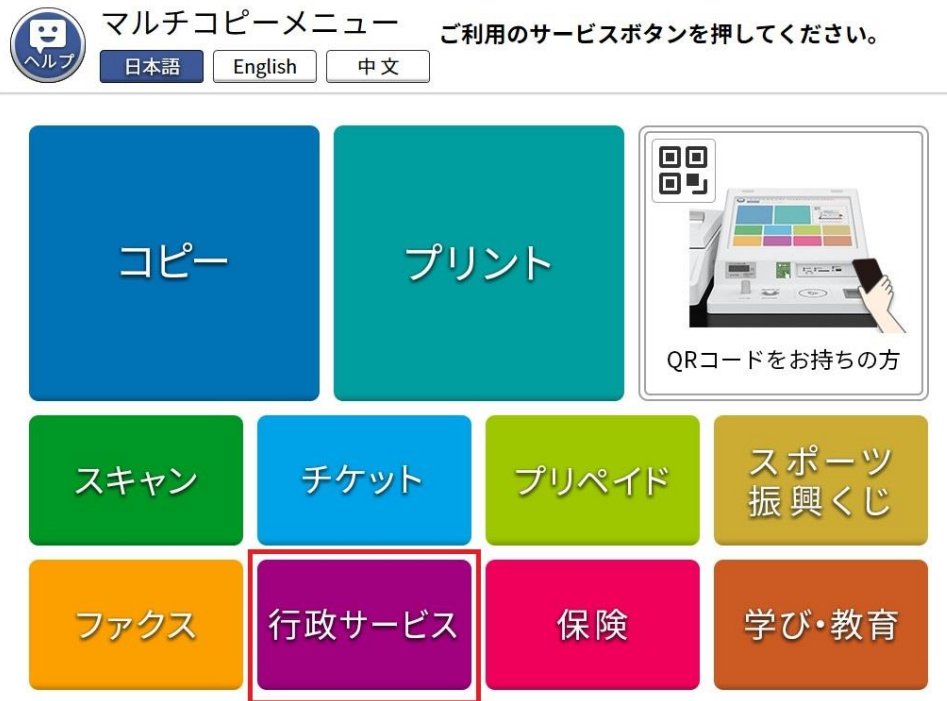 マルチコピーメニュー
ご利用のサービスボタンを押してください。
ヘルプ
日本語
English
中文
コピー
プリント
QRコードをお持ちの方
スキャン
チケット
プリペイド
スポーツ
振興くじ
ファクス
行政サービス
保険
学び・教育